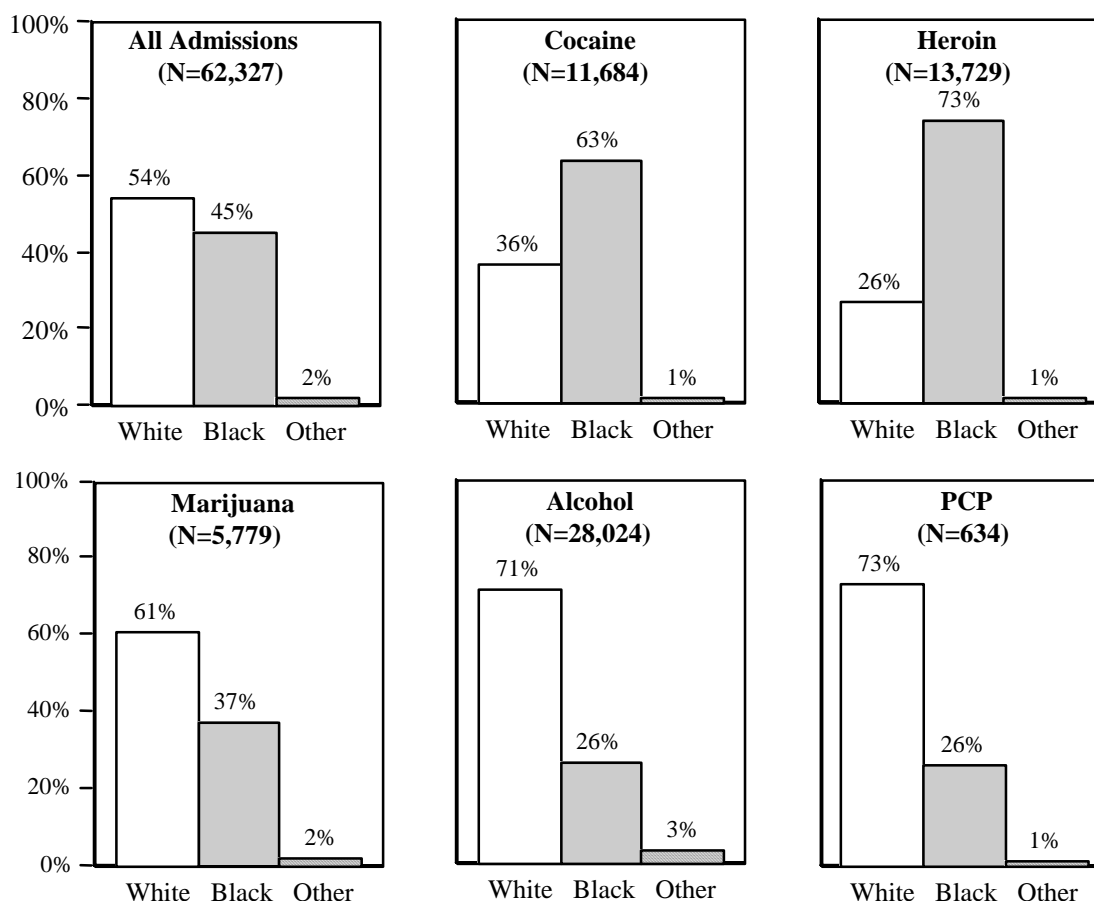 100%
80%
60%
40%
20%
0%
All Admissions
(N=62,327)
54%
45%
2%
White Black Other
Cocaine
(N=11,684)
36%
63%
1%
White Black Other
Heroin
(N=13,729)
26%
73%
1%
White Black Other
100%
80%
60%
40%
20%
0%
Marijuana
(N=5,779)
61%
37%
2%
White Black Other
Alcohol
(N=28,024)
71%
26%
3%
White Black Other
PCP
(N=634)
73%
26%
1%
White Black Other